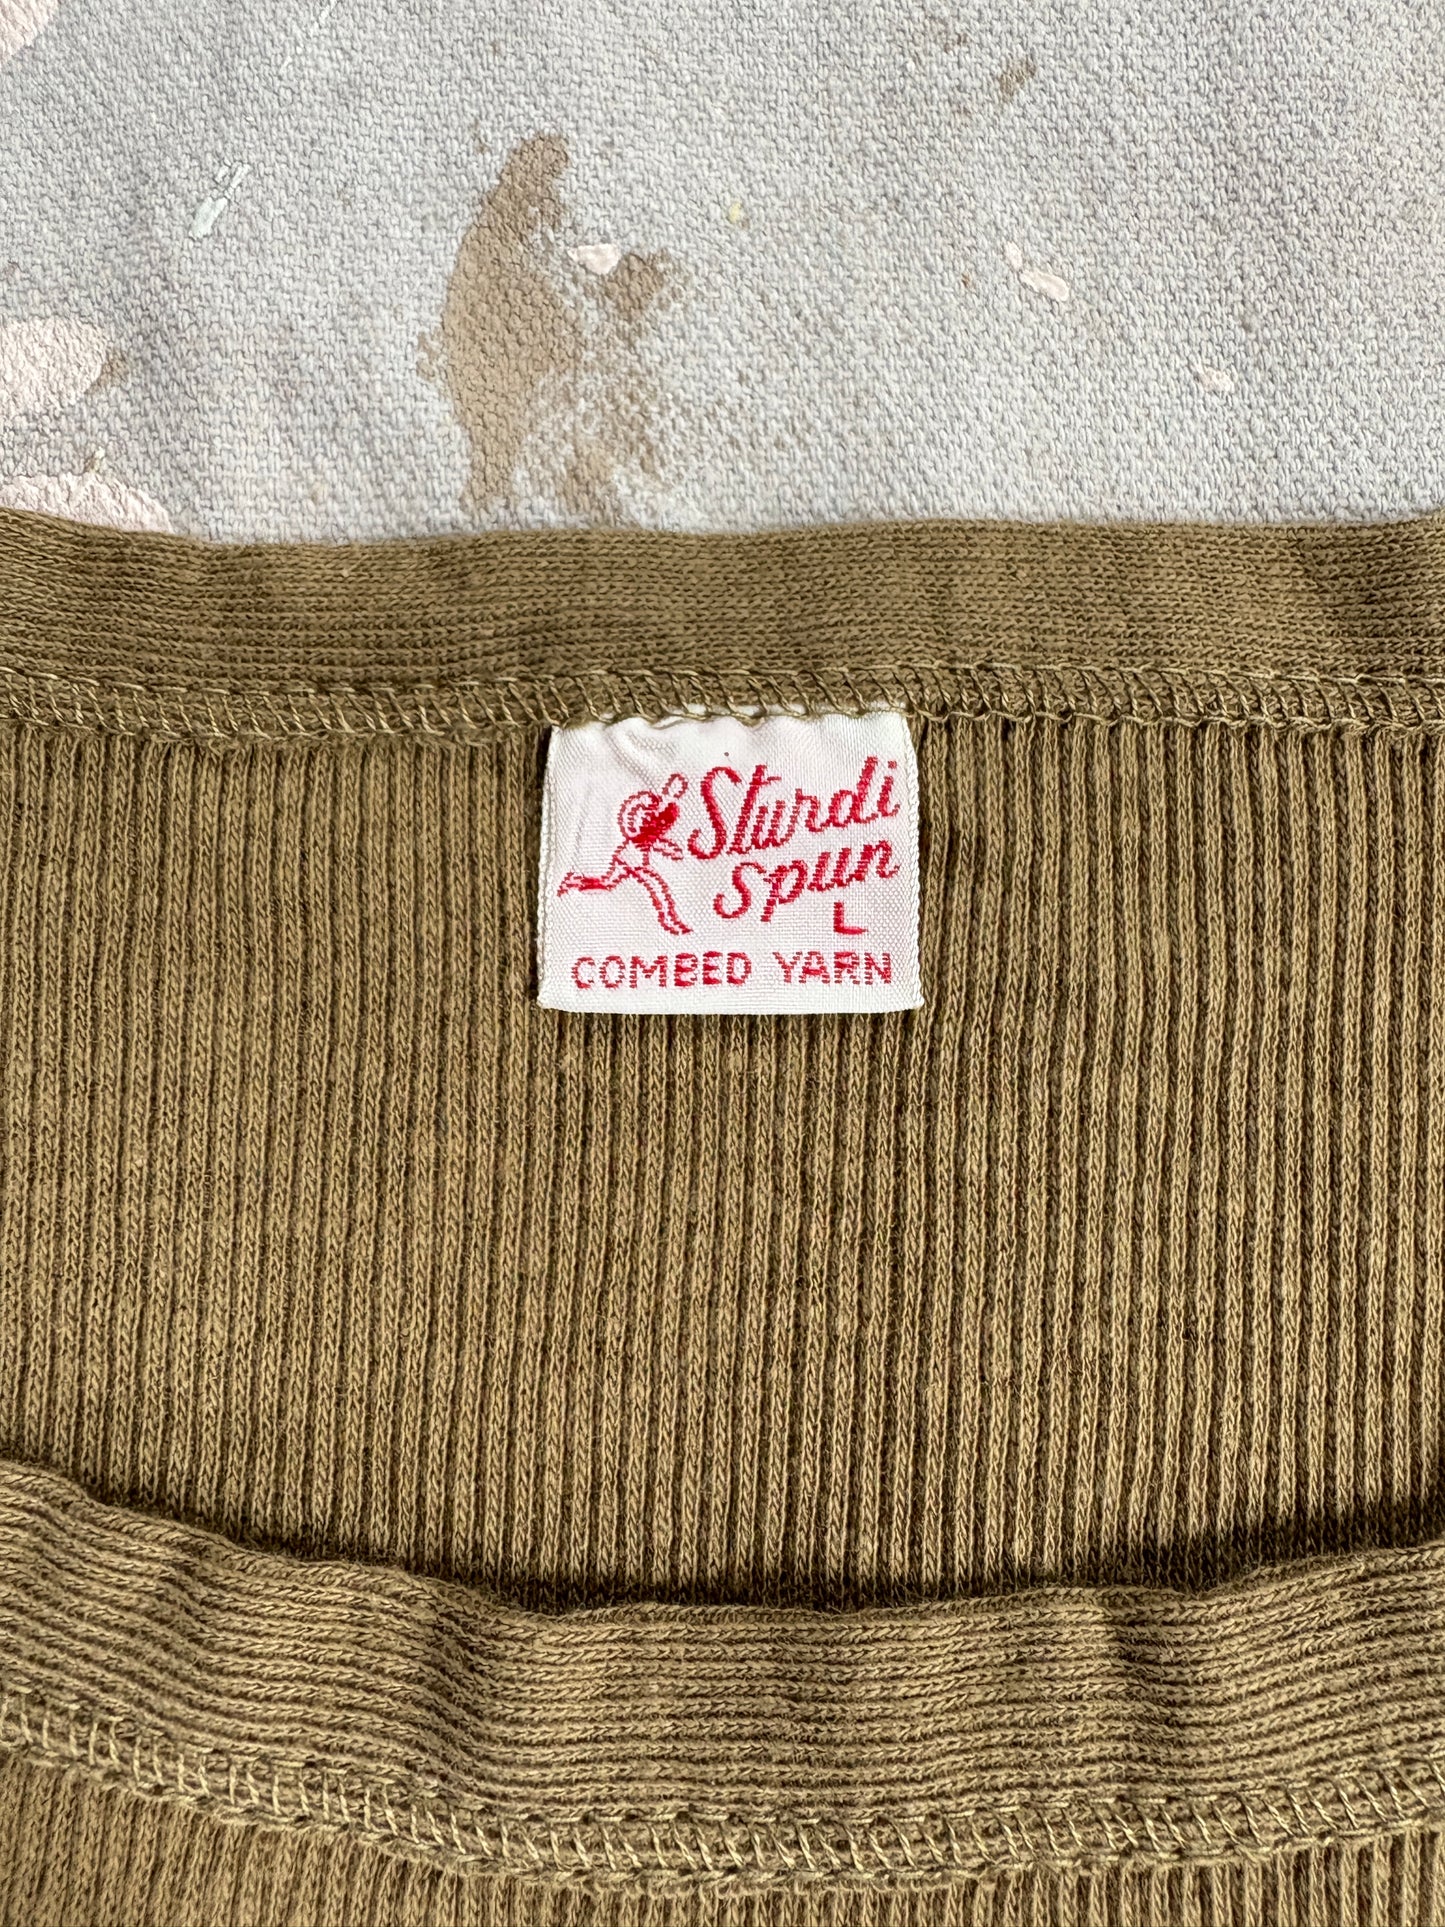 Sturdi
Spun
L
COMBED YARN